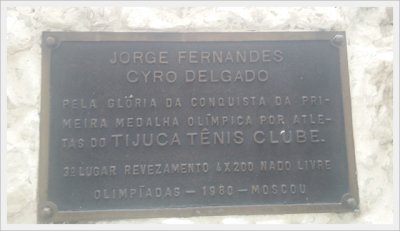 JORGE FERNANDES
CYRO DELGADO
PELA GLÓRIA DA CONQUISTA DA PRI-
MEIRA MEDALHA OLÍMPICA POR ATLE-
TAS DO TIJUCA TÊNIS CLUBE.
3º LUGAR REVEZAMENTO 4X200 NADO LIVRE
OLIMPÍADAS — 1980 — MOSCOU